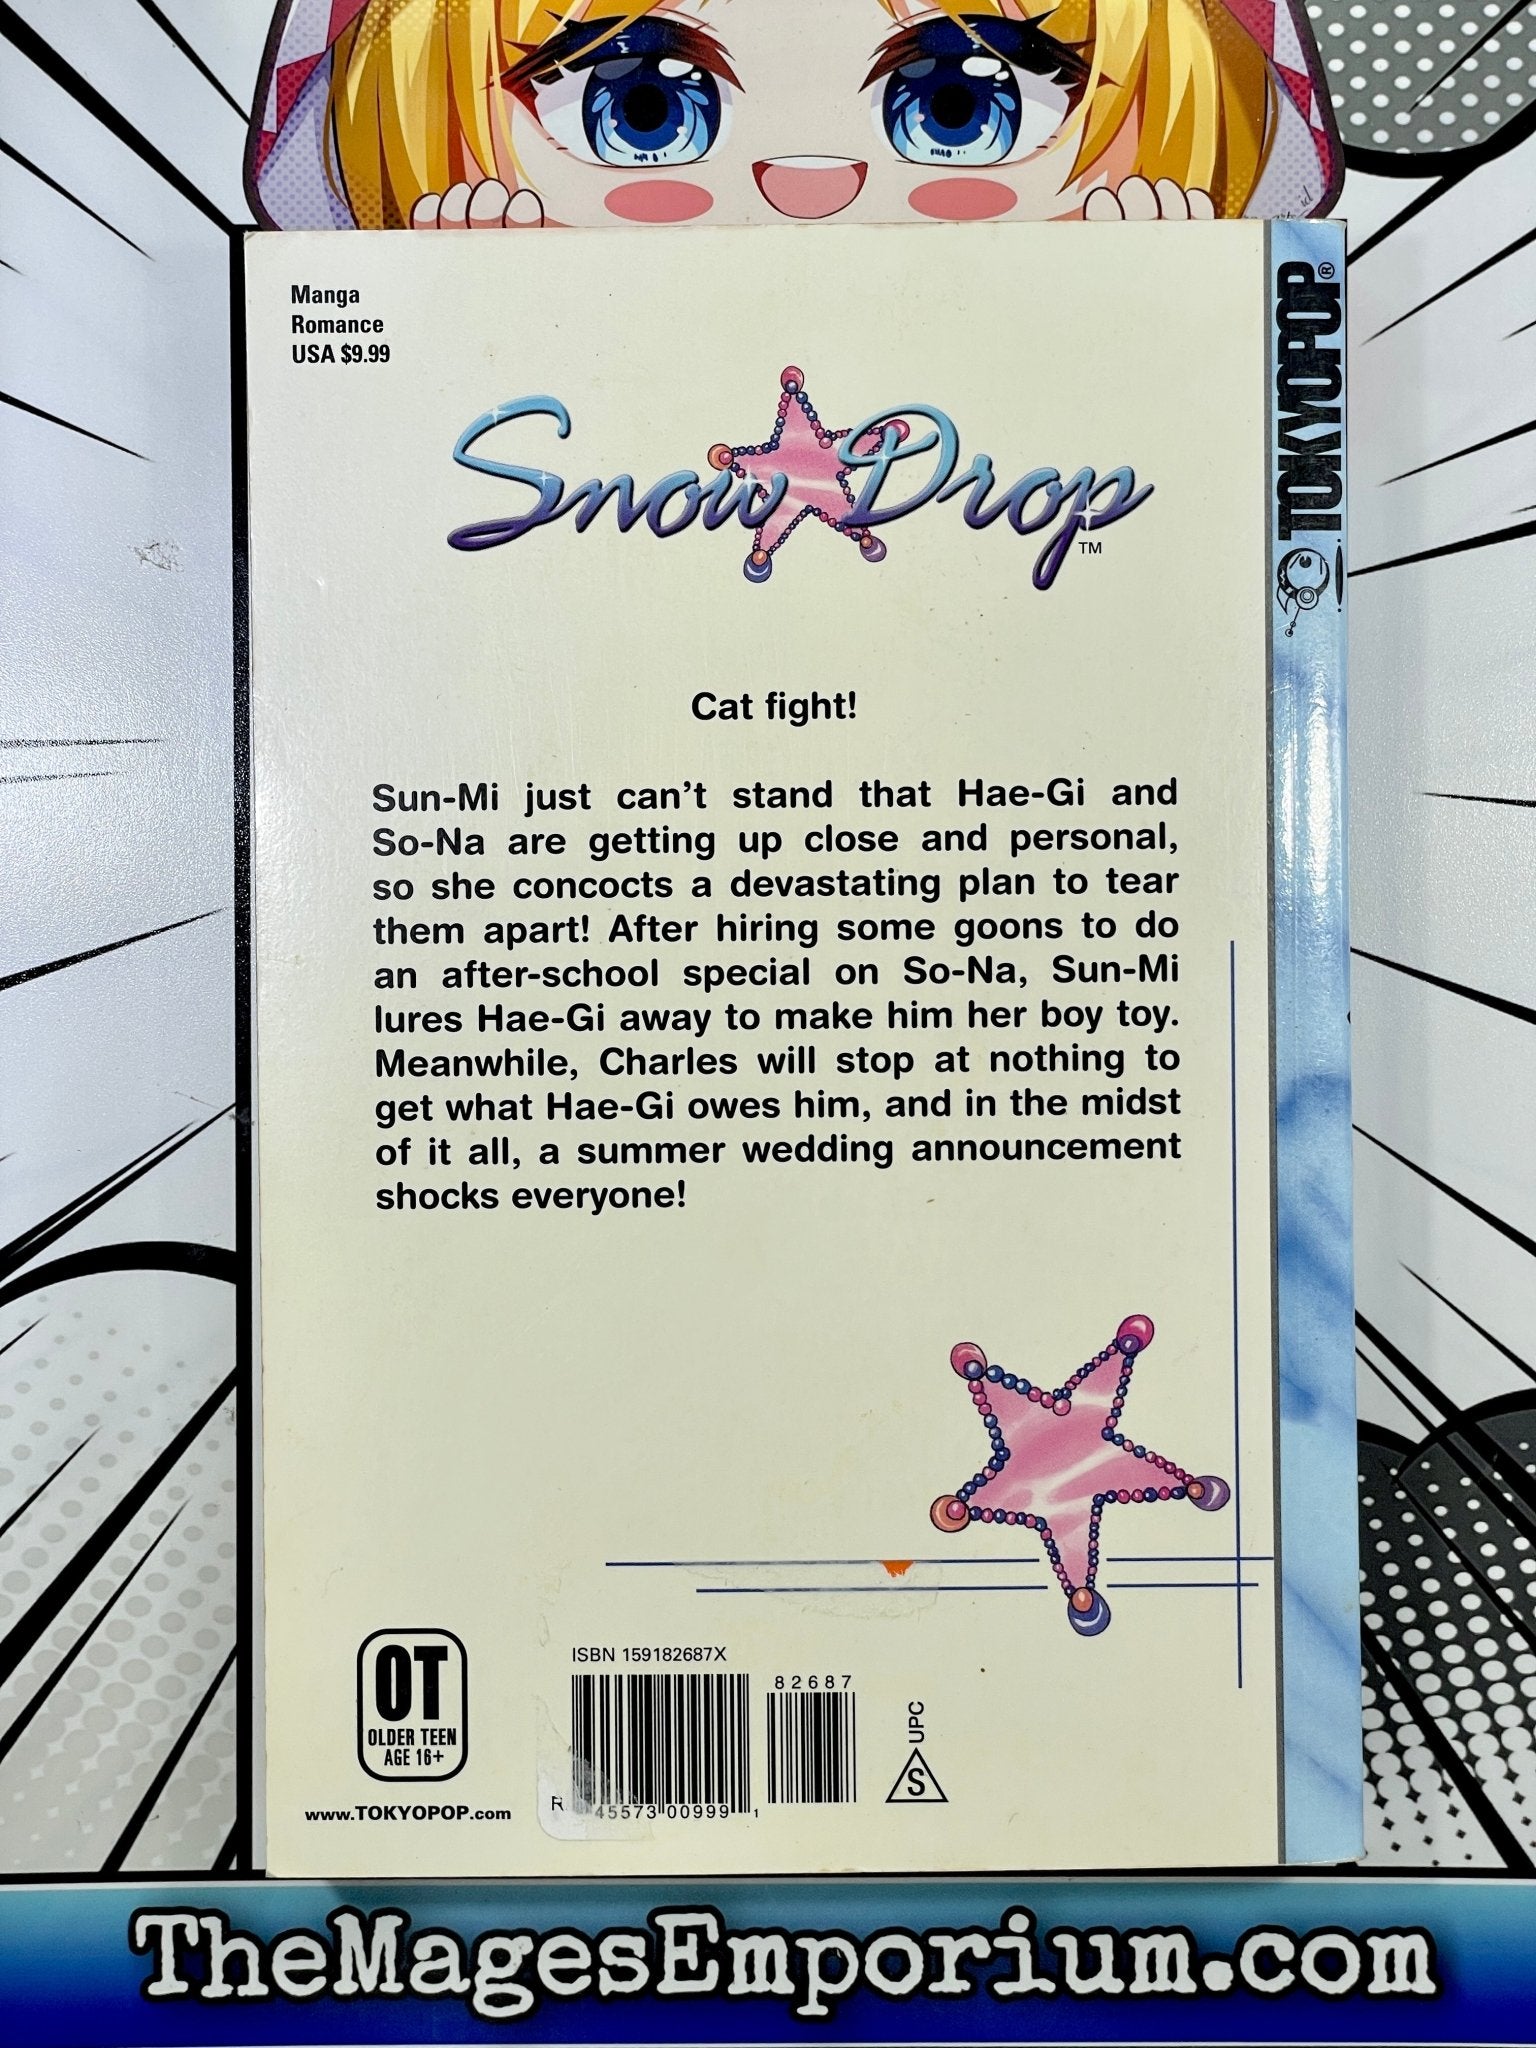 Manga
Romance
USA $9.99
TOKYOPOP®
Snow Drop
TM
Cat fight!
Sun-Mi just can't stand that Hae-Gi and
So-Na are getting up close and personal,
so she concocts a devastating plan to tear
them apart! After hiring some goons to do
an after-school special on So-Na, Sun-Mi
lures Hae-Gi away to make him her boy toy.
Meanwhile, Charles will stop at nothing to
get what Hae-Gi owes him, and in the midst
of it all, a summer wedding announcement
shocks everyone!
OT
OLDER TEEN
AGE 16+
www.TOKYOPOP.com
ISBN 159182687X
82687
R
45573 00999 1
UPC
S
TheMagesEmporium.com